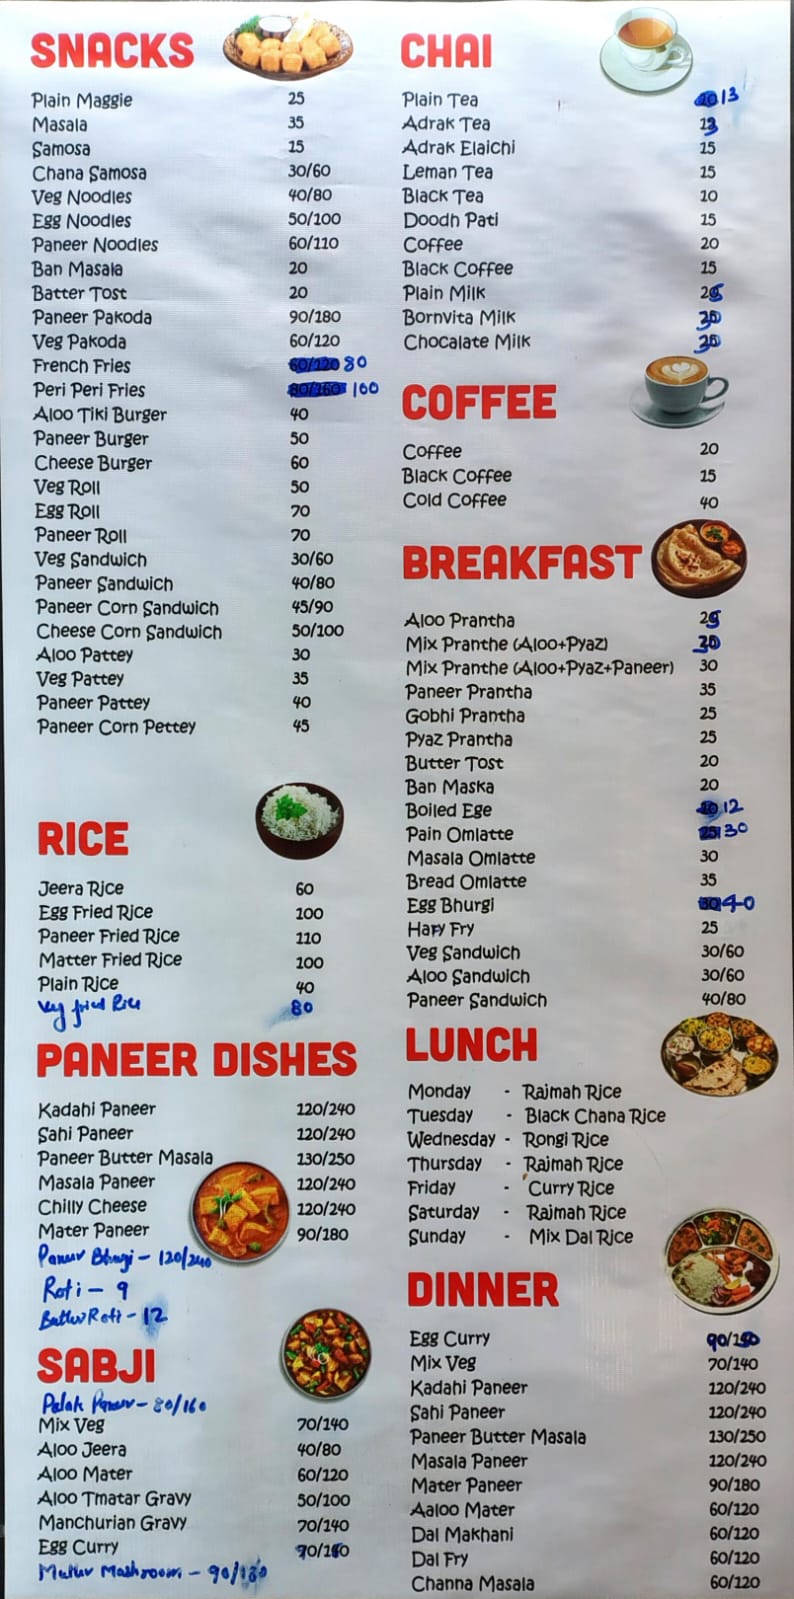 SNACKS
Plain Maggie 25
Masala 35
Samosa 15
Chana Samosa 30/60
Veg Noodles 40/80
Egg Noodles 50/100
Paneer Noodles 60/110
Ban Masala 20
Batter Tost 20
Paneer Pakoda 90/180
Veg Pakoda 60/120
French Fries 60/120 80
Peri Peri Fries 80/160 100
Aloo Tiki Burger 40
Paneer Burger 50
Cheese Burger 60
Veg Roll 50
Egg Roll 70
Paneer Roll 70
Veg Sandwich 30/60
Paneer Sandwich 40/80
Paneer Corn Sandwich 45/90
Cheese Corn Sandwich 50/100
Aloo Pattey 30
Veg Pattey 35
Paneer Pattey 40
Paneer Corn Pettey 45
RICE
Jeera Rice 60
Egg Fried Rice 100
Paneer Fried Rice 110
Matter Fried Rice 100
Plain Rice 40
Veg fried Rice 80
PANEER DISHES
Kadahi Paneer 120/240
Sahi Paneer 120/240
Paneer Butter Masala 130/250
Masala Paneer 120/240
Chilly Cheese 120/240
Mater Paneer 90/180
Paneer Bhurgi - 120/240
Roti - 9
Butter Roti - 12
SABJI
Palak Paneer - 80/160
Mix Veg 70/140
Aloo Jeera 40/80
Aloo Mater 60/120
Aloo Tmatar Gravy 50/100
Manchurian Gravy 70/140
Egg Curry
Mutter Mashroom - 90/180
CHAI
Plain Tea 13
Adrak Tea 13
Adrak Elaichi 15
Leman Tea 15
Black Tea 10
Doodh Pati 15
Coffee 20
Black Coffee 15
Plain Milk 25
Bornvita Milk 30
Chocalate Milk 30
COFFEE
Coffee 20
Black Coffee 15
Cold Coffee 40
BREAKFAST
Aloo Prantha 25
Mix Pranthe (Aloo+Pyaz) 30
Mix Pranthe (Aloo+Pyaz+Paneer) 30
Paneer Prantha 35
Gobhi Prantha 25
Pyaz Prantha 25
Butter Tost 20
Ban Maska 20
Boiled Ege 12
Pain Omlatte 30
Masala Omlatte 30
Bread Omlatte 35
Egg Bhurgi 40
Hafy Fry 25
Veg Sandwich 30/60
Aloo Sandwich 30/60
Paneer Sandwich 40/80
LUNCH
Monday - Rajmah Rice
Tuesday - Black Chana Rice
Wednesday - Rongi Rice
Thursday - Rajmah Rice
Friday - Curry Rice
Saturday - Rajmah Rice
Sunday - Mix Dal Rice
DINNER
Egg Curry
Mix Veg 70/140
Kadahi Paneer 120/240
Sahi Paneer 120/240
Paneer Butter Masala 130/250
Masala Paneer 120/240
Mater Paneer 90/180
Aaloo Mater 60/120
Dal Makhani 60/120
Dal Fry 60/120
Channa Masala 60/120